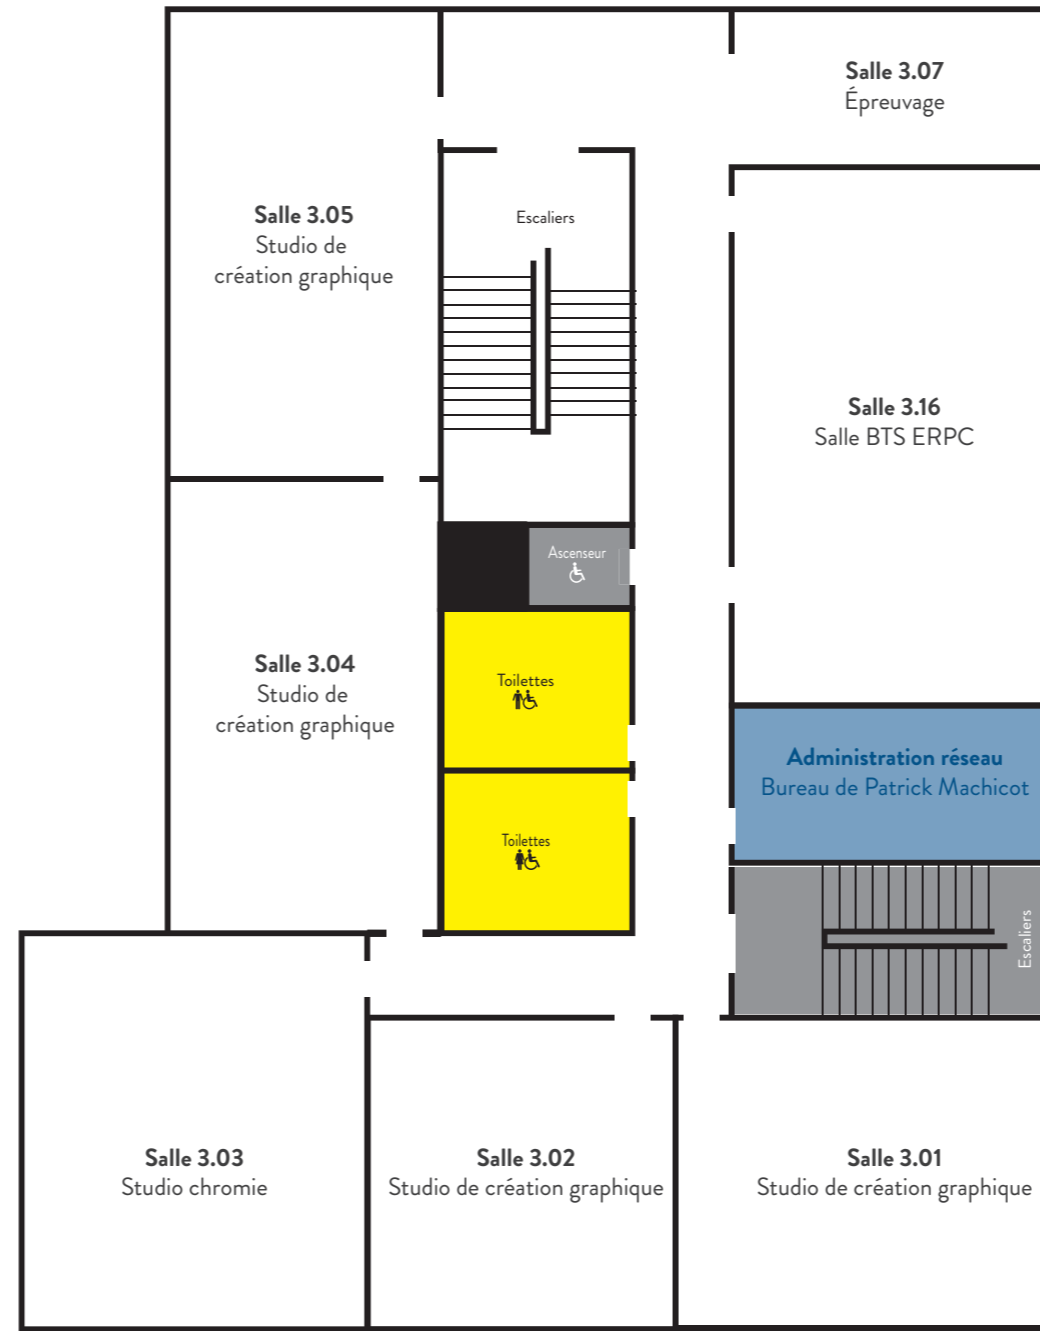 Salle 3.07
Épreuvage
Salle 3.05
Studio de
création graphique
Escaliers
Salle 3.16
Salle BTS ERPC
Ascenseur
Salle 3.04
Studio de
création graphique
Toilettes
Administration réseau
Bureau de Patrick Machicot
Toilettes
Escaliers
Salle 3.03
Studio chromie
Salle 3.02
Studio de création graphique
Salle 3.01
Studio de création graphique